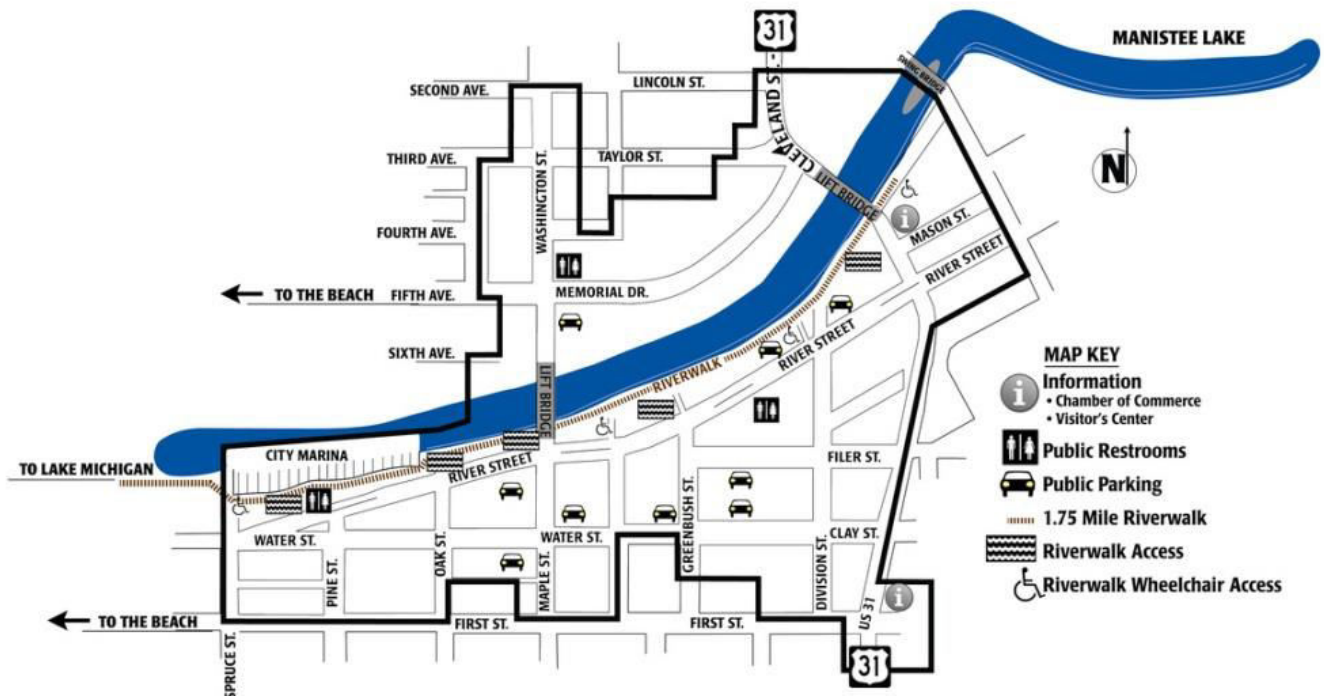 31
MANISTEE LAKE
SWING BRIDGE
LINCOLN ST.
SECOND AVE.
CLEVELAND ST. -
N
THIRD AVE.
TAYLOR ST.
WASHINGTON ST.
LIFT BRIDGE
i
MASON ST.
FOURTH AVE.
RIVER STREET
TO THE BEACH
FIFTH AVE.
MEMORIAL DR.
RIVER STREET
SIXTH AVE.
RIVERWALK
LIFT BRIDGE
CITY MARINA
TO LAKE MICHIGAN
RIVER STREET
FILER ST.
GREENBUSH ST.
WATER ST.
WATER ST.
CLAY ST.
PINE ST.
OAK ST.
MAPLE ST.
DIVISION ST.
i
US 31
TO THE BEACH
FIRST ST.
FIRST ST.
SPRUCE ST.
31
MAP KEY
i
Information
• Chamber of Commerce
• Visitor's Center
Public Restrooms
Public Parking
1.75 Mile Riverwalk
Riverwalk Access
Riverwalk Wheelchair Access